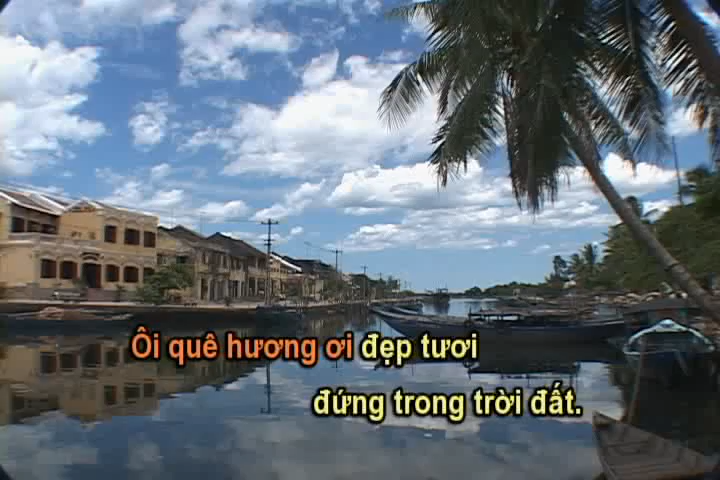 Ôi quê hương ơi đẹp tươi
đứng trong trời đất.